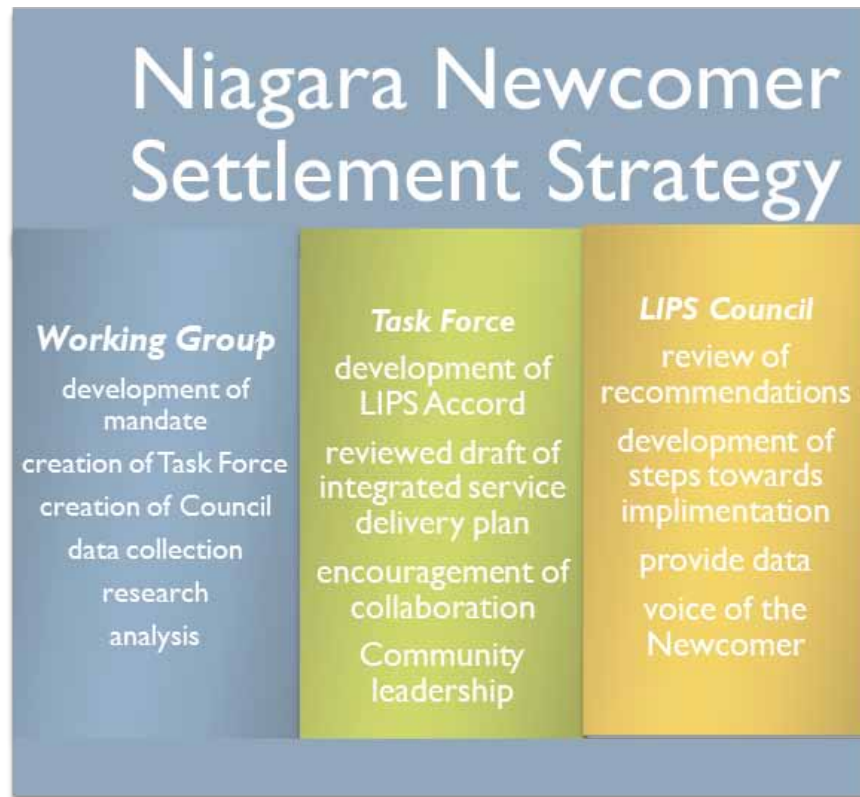 Niagara Newcomer
Settlement Strategy
Working Group
development of
mandate
creation of Task Force
creation of Council
data collection
research
analysis
Task Force
development of
LIPS Accord
reviewed draft of
integrated service
delivery plan
encouragement of
collaboration
Community
leadership
LIPS Council
review of
recommendations
development of
steps towards
implimentation
provide data
voice of the
Newcomer